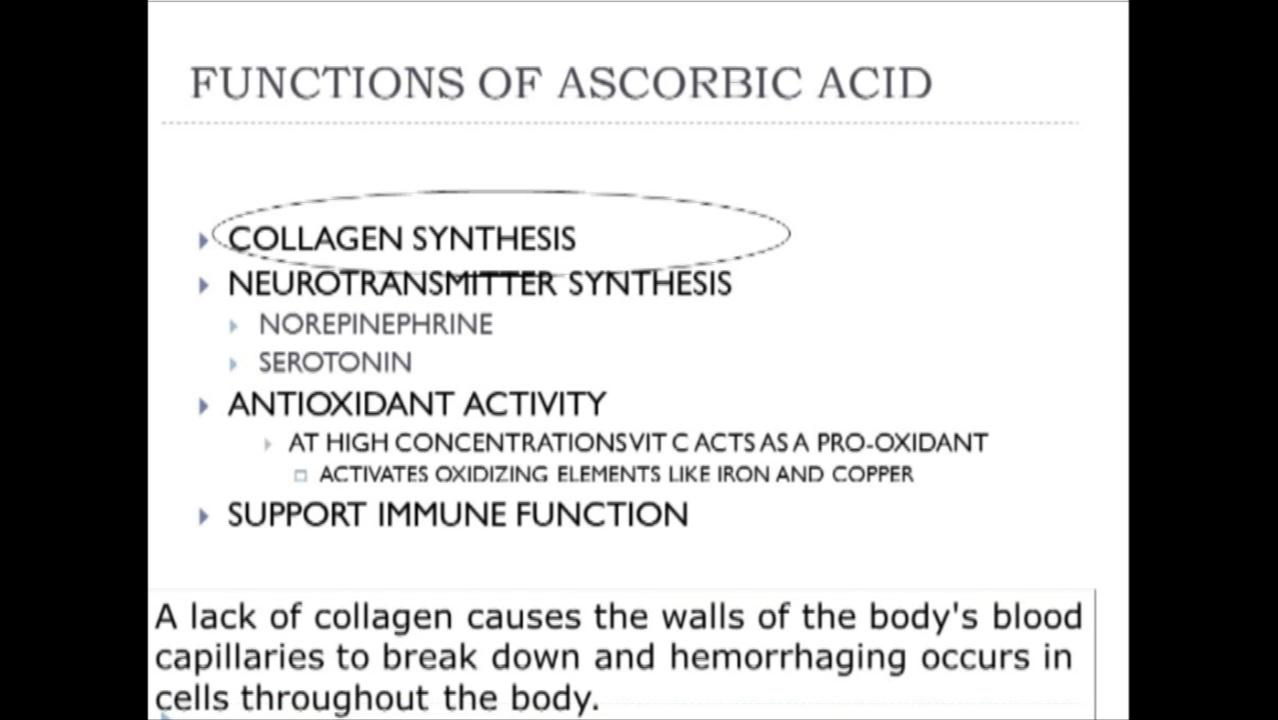 FUNCTIONS OF ASCORBIC ACID
COLLAGEN SYNTHESIS
NEUROTRANSMITTER SYNTHESIS
NOREPINEPHRINE
SEROTONIN
ANTIOXIDANT ACTIVITY
AT HIGH CONCENTRATIONS VIT C ACTS AS A PRO-OXIDANT
ACTIVATES OXIDIZING ELEMENTS LIKE IRON AND COPPER
SUPPORT IMMUNE FUNCTION
A lack of collagen causes the walls of the body's blood
capillaries to break down and hemorrhaging occurs in
cells throughout the body.